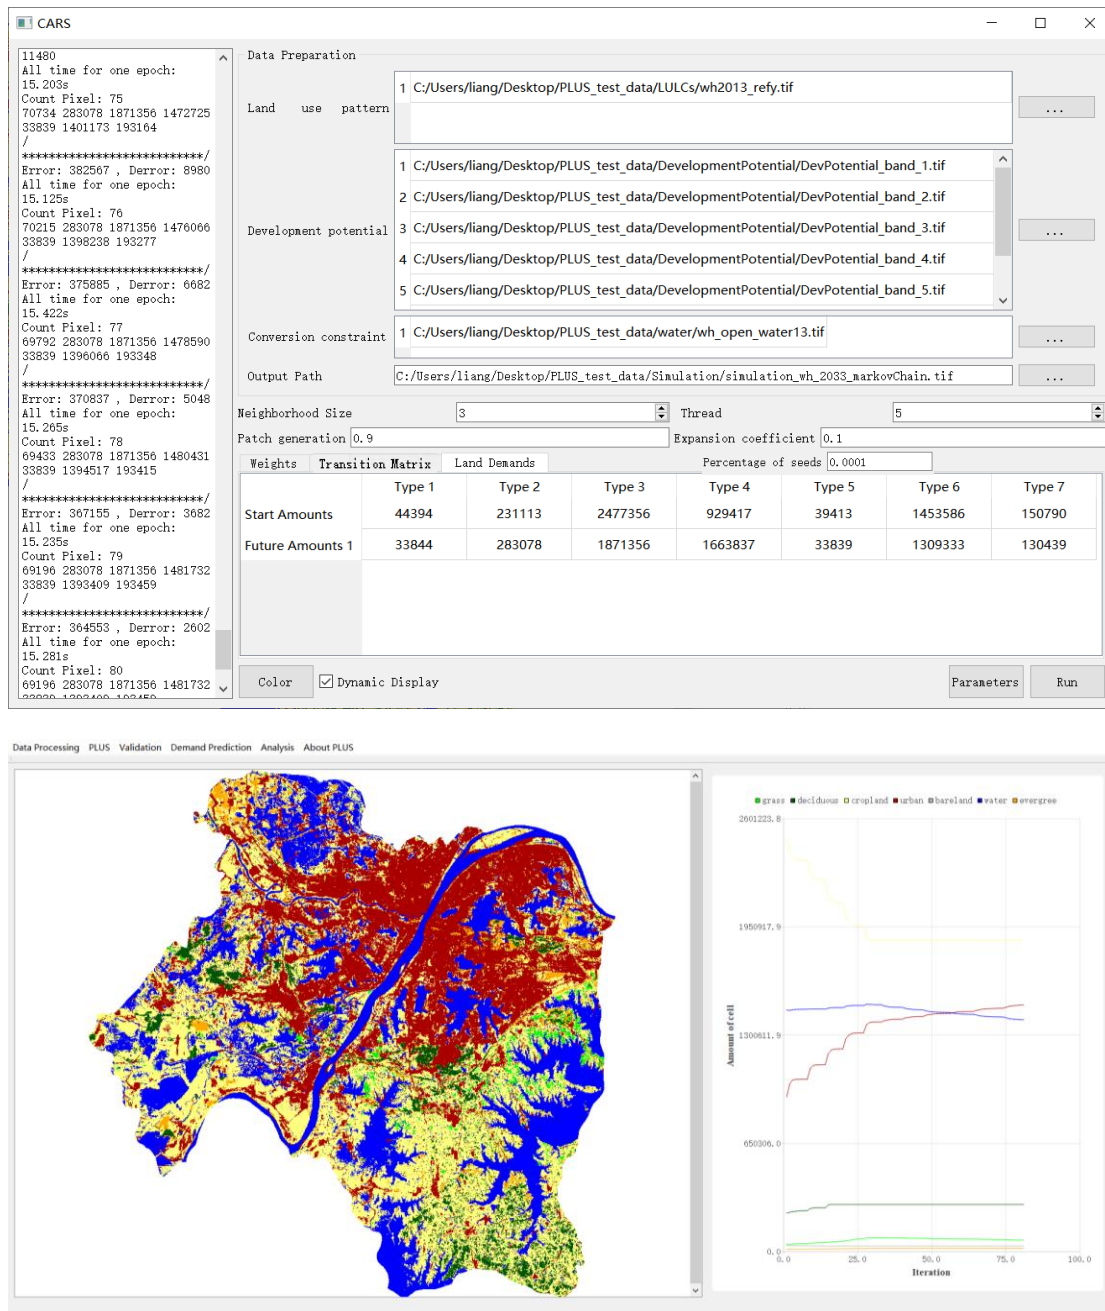 CARS
11480
All time for one epoch:
15.203s
Count Pixel: 75
70734 283078 1871356 1472725
33839 1401173 193164
/
***************************/
Error: 382567 , Derror: 8980
All time for one epoch:
15.125s
Count Pixel: 76
70215 283078 1871356 1476066
33839 1398238 193277
/
***************************/
Error: 375885 , Derror: 6682
All time for one epoch:
15.422s
Count Pixel: 77
69792 283078 1871356 1478590
33839 1396066 193348
/
***************************/
Error: 370837 , Derror: 5048
All time for one epoch:
15.265s
Count Pixel: 78
69433 283078 1871356 1480431
33839 1394517 193415
/
***************************/
Error: 367155 , Derror: 3682
All time for one epoch:
15.235s
Count Pixel: 79
69196 283078 1871356 1481732
33839 1393409 193459
/
***************************/
Error: 364553 , Derror: 2602
All time for one epoch:
15.281s
Count Pixel: 80
69196 283078 1871356 1481732
33839 1393409 193459
Data Preparation
Land use pattern
1 C:/Users/liang/Desktop/PLUS_test_data/LULCs/wh2013_refy.tif
...
Development potential
1 C:/Users/liang/Desktop/PLUS_test_data/DevelopmentPotential/DevPotential_band_1.tif
2 C:/Users/liang/Desktop/PLUS_test_data/DevelopmentPotential/DevPotential_band_2.tif
3 C:/Users/liang/Desktop/PLUS_test_data/DevelopmentPotential/DevPotential_band_3.tif
4 C:/Users/liang/Desktop/PLUS_test_data/DevelopmentPotential/DevPotential_band_4.tif
5 C:/Users/liang/Desktop/PLUS_test_data/DevelopmentPotential/DevPotential_band_5.tif
...
Conversion constraint
1 C:/Users/liang/Desktop/PLUS_test_data/water/wh_open_water13.tif
...
Output Path C:/Users/liang/Desktop/PLUS_test_data/Simulation/simulation_wh_2033_markovChain.tif ...
Neighborhood Size 3 Thread 5
Patch generation 0.9 Expansion coefficient 0.1
Weights Transition Matrix Land Demands Percentage of seeds 0.0001
Type 1 Type 2 Type 3 Type 4 Type 5 Type 6 Type 7
Start Amounts 44394 231113 2477356 929417 39413 1453586 150790
Future Amounts 1 33844 283078 1871356 1663837 33839 1309333 130439
Color Dynamic Display Parameters Run
Data Processing PLUS Validation Demand Prediction Analysis About PLUS
grass deciduous cropland urban bareland water evergree
2601223.8
1950917.9
1300611.9
650306.0
0.0
Amount of cell
0.0 25.0 50.0 75.0 100.0
Iteration